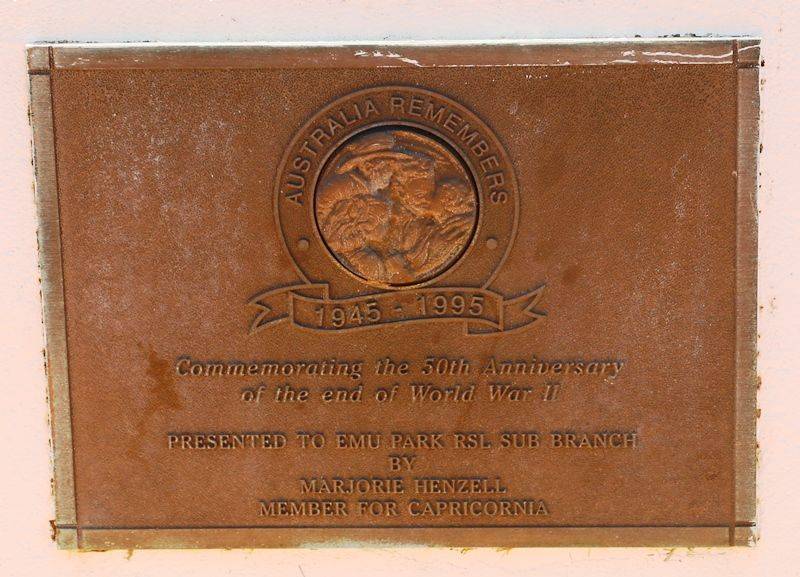 AUSTRALIA REMEMBERS
1945 - 1995
Commemorating the 50th Anniversary
of the end of World War II
PRESENTED TO EMU PARK RSL SUB BRANCH
BY
MARJORIE HENZELL
MEMBER FOR CAPRICORNIA